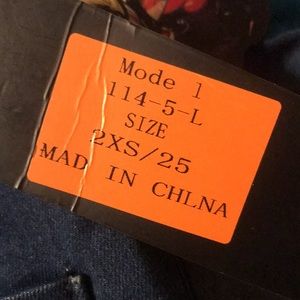 Mode l
114-5-L
SIZE
2XS/25
MAD IN CHLNA